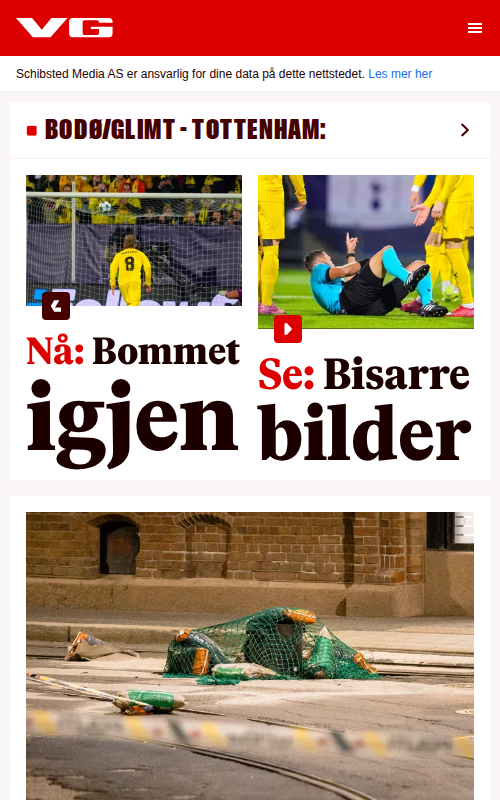 VG
Schibsted Media AS er ansvarlig for dine data på dette nettstedet. Les mer her
BODØ/GLIMT - TOTTENHAM:
8
Nå: Bommet
igjen
Se: Bisarre
bilder